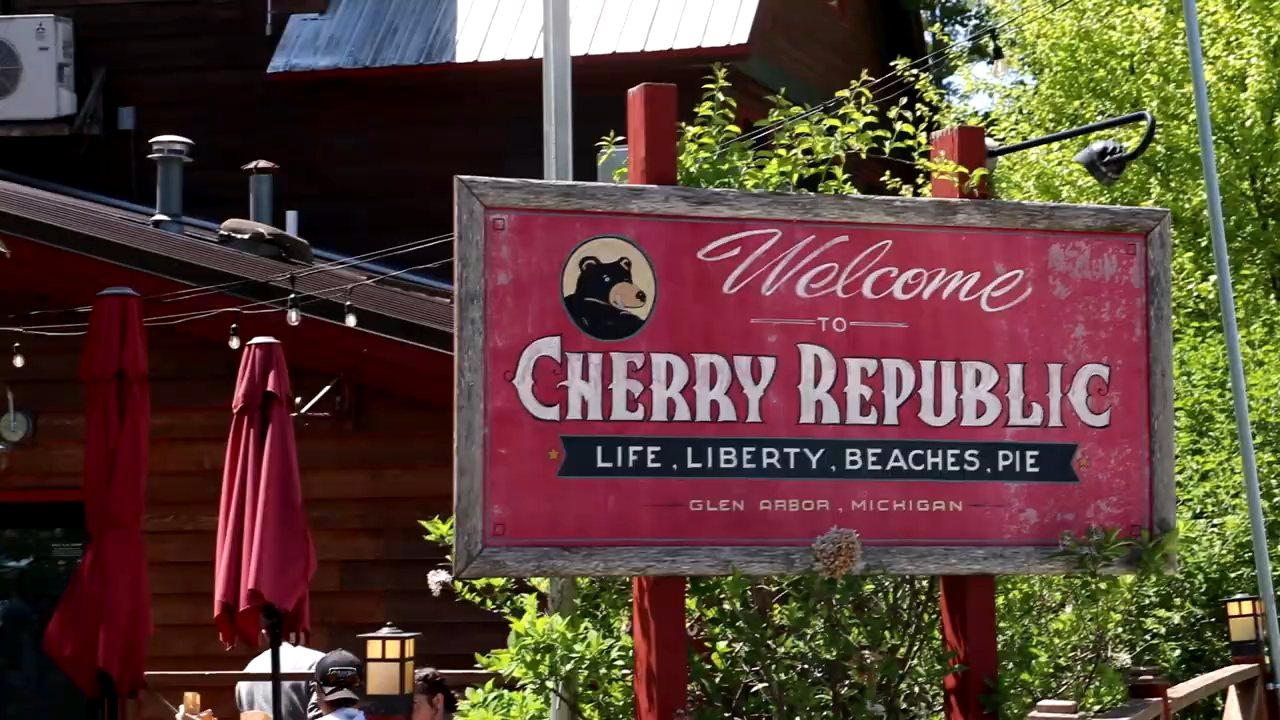 Welcome
TO
CHERRY REPUBLIC
LIFE, LIBERTY, BEACHES, PIE
GLEN ARBOR, MICHIGAN